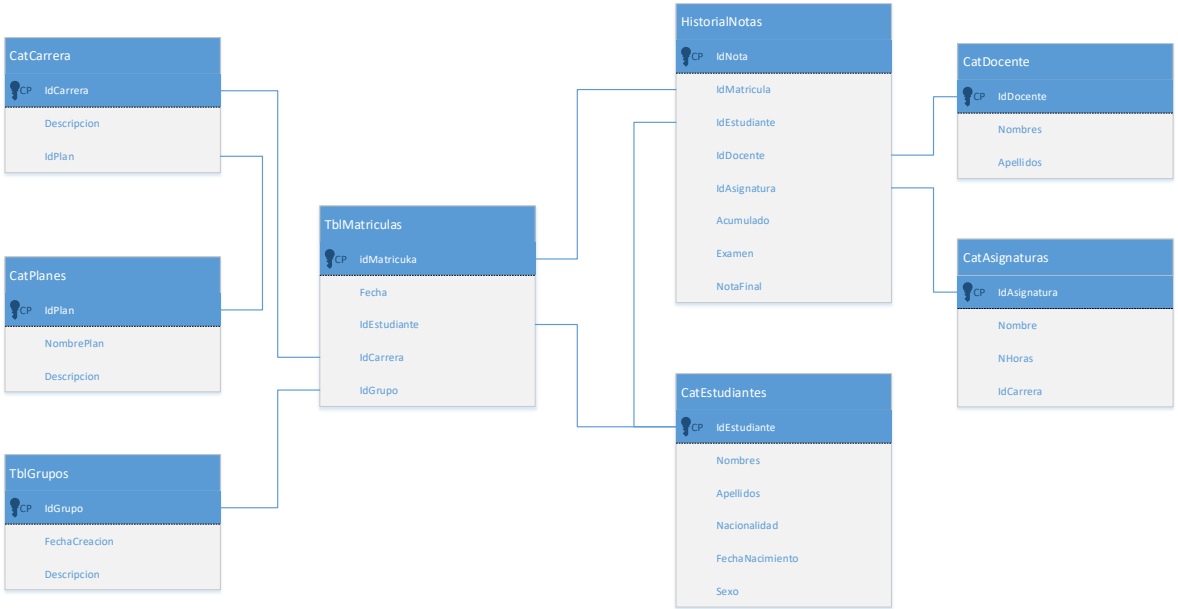 CatCarrera
CP IdCarrera
Descripcion
IdPlan
CatPlanes
CP IdPlan
NombrePlan
Descripcion
TblGrupos
CP IdGrupo
FechaCreacion
Descripcion
TblMatriculas
CP idMatricuka
Fecha
IdEstudiante
IdCarrera
IdGrupo
HistorialNotas
CP IdNota
IdMatricula
IdEstudiante
IdDocente
IdAsignatura
Acumulado
Examen
NotaFinal
CatEstudiantes
CP IdEstudiante
Nombres
Apellidos
Nacionalidad
FechaNacimiento
Sexo
CatDocente
CP IdDocente
Nombres
Apellidos
CatAsignaturas
CP IdAsignatura
Nombre
NHoras
IdCarrera